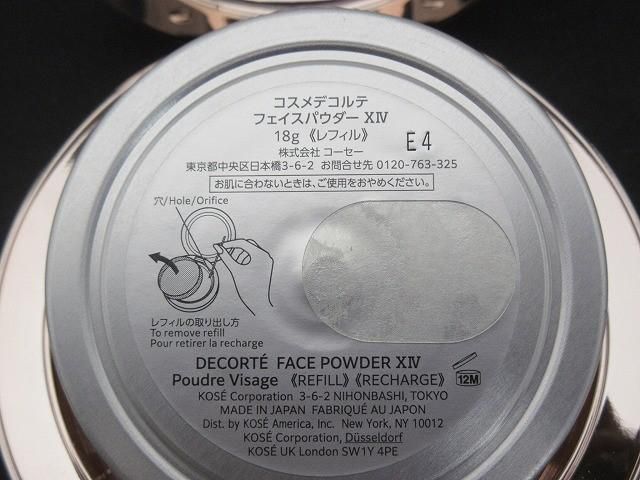 コスメデコルテ
フェイスパウダー XIV
18g 《レフィル》
E4
株式会社 コーセー
東京都中央区日本橋3-6-2 お問合せ先 0120-763-325
お肌に合わないときは、ご使用をおやめください。
穴/Hole/Orifice
レフィルの取り出し方
To remove refill
Pour retirer la recharge
DECORTÉ FACE POWDER XIV
Poudre Visage 《REFILL》《RECHARGE》 12M
KOSÉ Corporation 3-6-2 NIHONBASHI, TOKYO
MADE IN JAPAN FABRIQUÉ AU JAPON
Dist. by KOSÉ America, Inc. New York, NY 10012
KOSÉ Corporation, Düsseldorf
KOSÉ UK London SW1Y 4PE